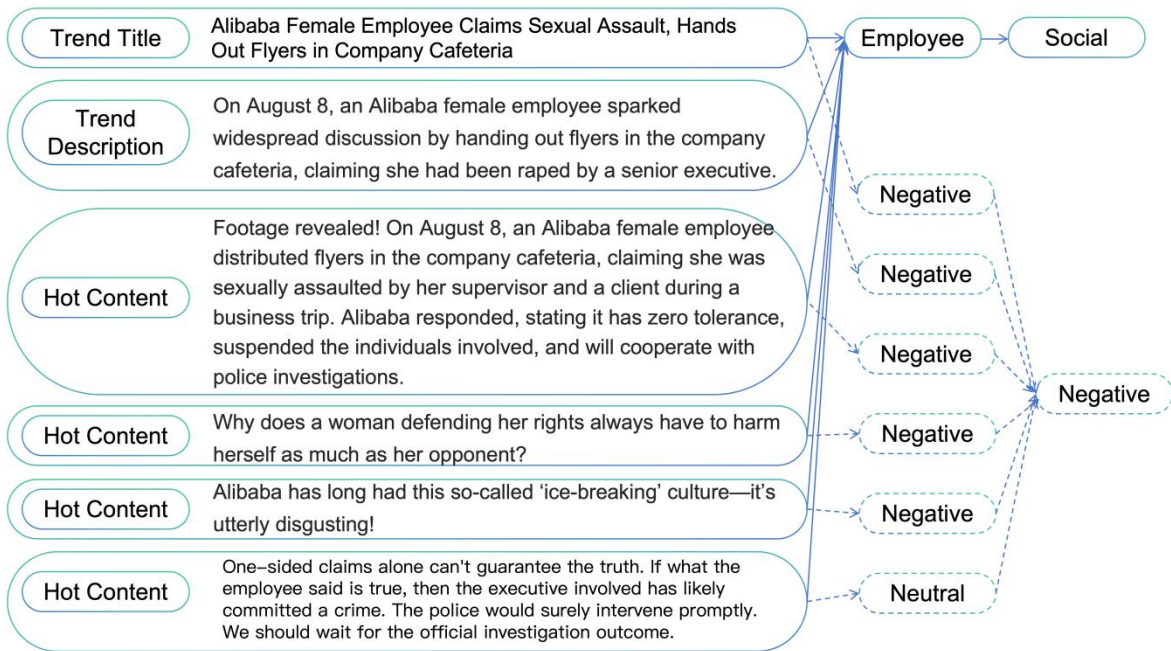 Trend Title
Alibaba Female Employee Claims Sexual Assault, Hands
Out Flyers in Company Cafeteria
Employee
Social
Trend
Description
On August 8, an Alibaba female employee sparked
widespread discussion by handing out flyers in the company
cafeteria, claiming she had been raped by a senior executive.
Negative
Negative
Hot Content
Footage revealed! On August 8, an Alibaba female employee
distributed flyers in the company cafeteria, claiming she was
sexually assaulted by her supervisor and a client during a
business trip. Alibaba responded, stating it has zero tolerance,
suspended the individuals involved, and will cooperate with
police investigations.
Negative
Negative
Hot Content
Why does a woman defending her rights always have to harm
herself as much as her opponent?
Negative
Hot Content
Alibaba has long had this so-called ‘ice-breaking’ culture—it’s
utterly disgusting!
Negative
Hot Content
One-sided claims alone can't guarantee the truth. If what the
employee said is true, then the executive involved has likely
committed a crime. The police would surely intervene promptly.
We should wait for the official investigation outcome.
Neutral